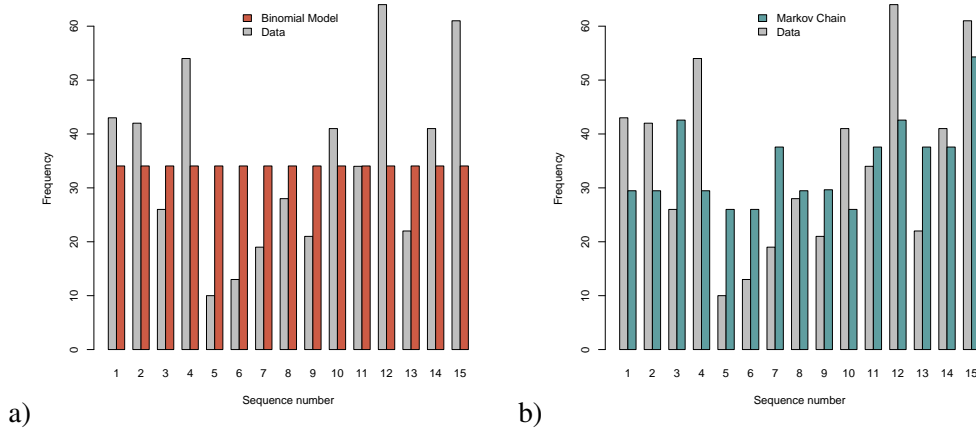 Binomial Model
Data
Frequency
60
50
40
30
20
10
0
1 2 3 4 5 6 7 8 9 10 11 12 13 14 15
Sequence number
a)
Markov Chain
Data
Frequency
60
50
40
30
20
10
0
1 2 3 4 5 6 7 8 9 10 11 12 13 14 15
Sequence number
b)